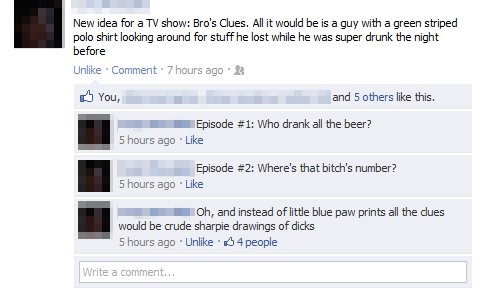 New idea for a TV show: Bro's Clues. All it would be is a guy with a green striped
polo shirt looking around for stuff he lost while he was super drunk the night
before
Unlike · Comment · 7 hours ago ·
You, and 5 others like this.
Episode #1: Who drank all the beer?
5 hours ago · Like
Episode #2: Where's that bitch's number?
5 hours ago · Like
Oh, and instead of little blue paw prints all the clues
would be crude sharpie drawings of dicks
5 hours ago · Unlike · 4 people
Write a comment...